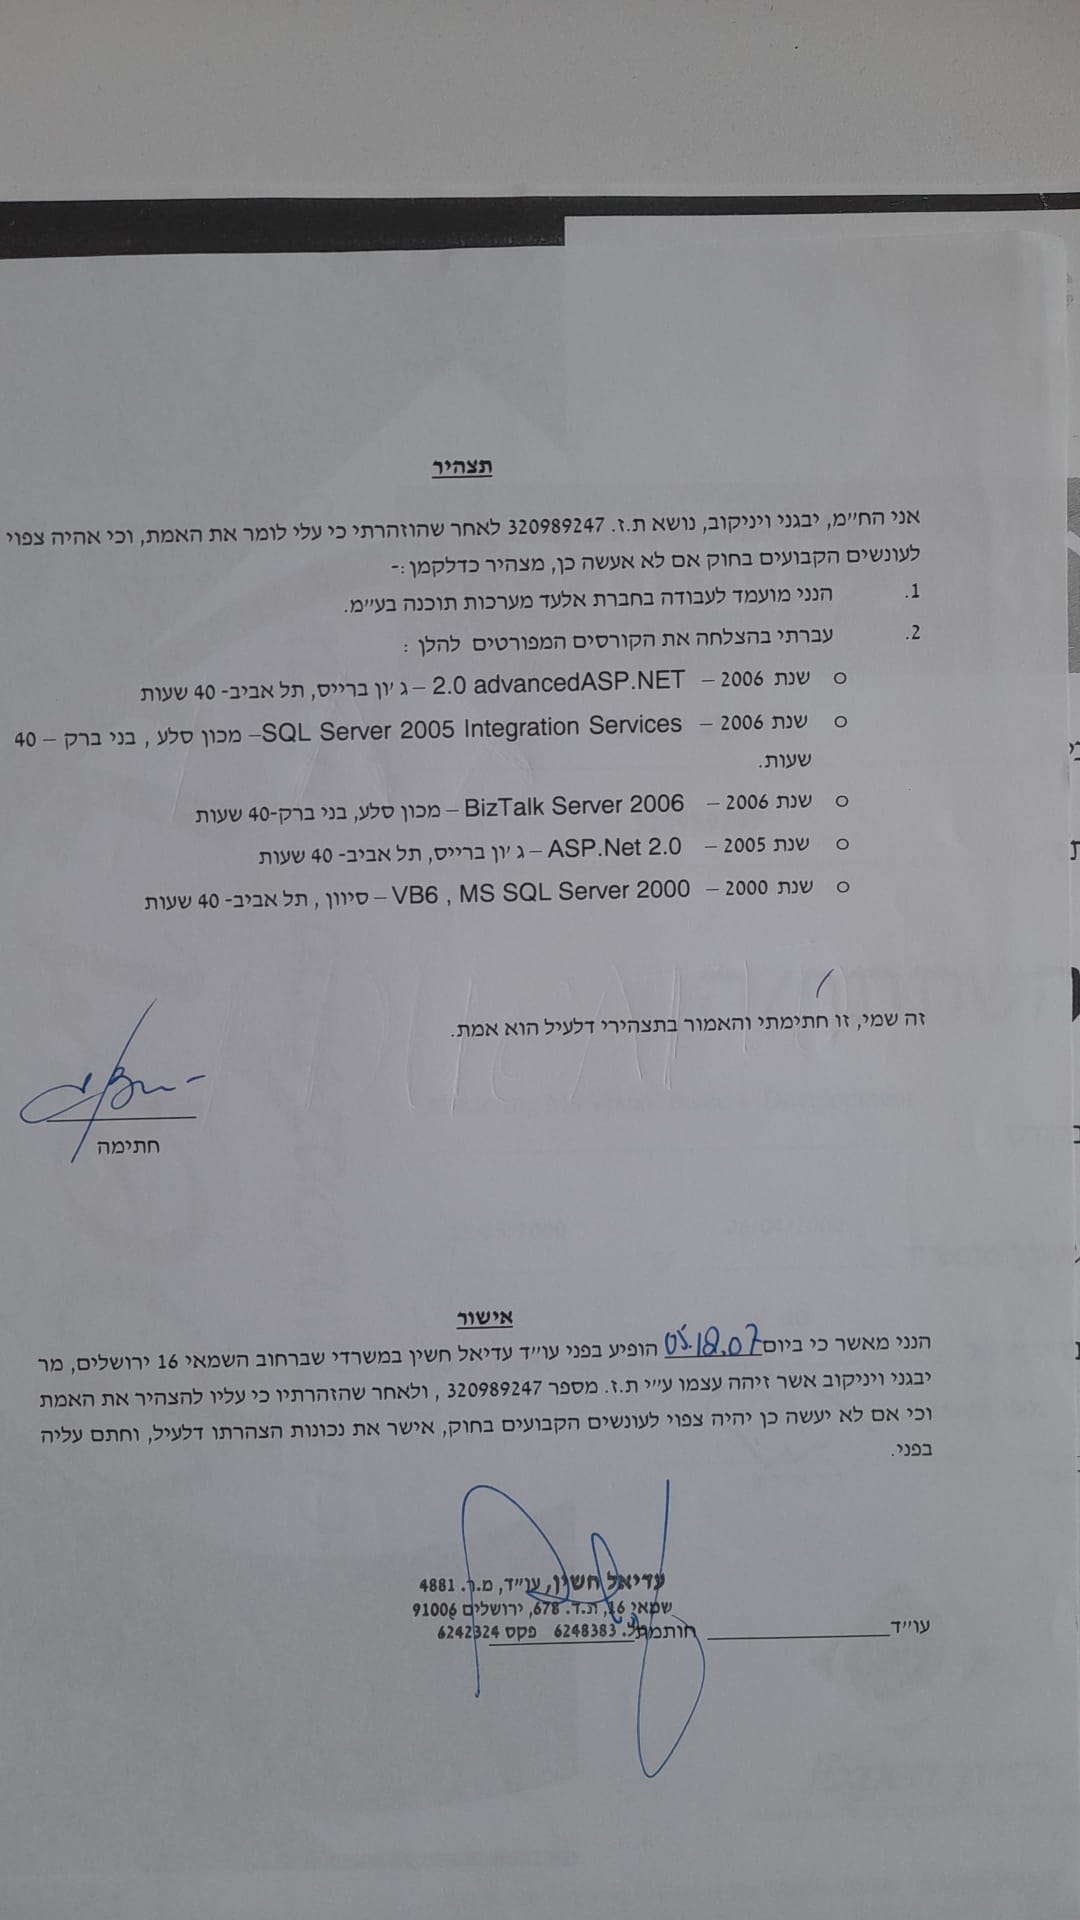 תצהיר
אני הח״מ, יבגני ויניקוב, נושא ת.ז. 320989247 לאחר שהוזהרתי כי עלי לומר את האמת, וכי אהיה צפוי
לעונשים הקבועים בחוק אם לא אעשה כן, מצהיר כדלקמן :-
1. הנני מועמד לעבודה בחברת אלעד מערכות תוכנה בע״מ.
2. עברתי בהצלחה את הקורסים המפורטים להלן :
o שנת 2006 – 2.0 advancedASP.NET – ג׳ון ברייס, תל אביב- 40 שעות
o שנת 2006 – SQL Server 2005 Integration Services – מכון סלע , בני ברק – 40
שעות.
o שנת 2006 – BizTalk Server 2006 – מכון סלע, בני ברק-40 שעות
o שנת 2005 – ASP.Net 2.0 – ג׳ון ברייס, תל אביב- 40 שעות
o שנת 2000 – VB6 , MS SQL Server 2000 – סיוון , תל אביב- 40 שעות
זה שמי, זו חתימתי והאמור בתצהירי דלעיל הוא אמת.
חתימה
אישור
הנני מאשר כי ביום 05.18.07 הופיע בפני עו״ד עדיאל חשין במשרדי שברחוב השמאי 16 ירושלים, מר
יבגני ויניקוב אשר זיהה עצמו ע״י ת.ז. מספר 320989247 , ולאחר שהזהרתיו כי עליו להצהיר את האמת
וכי אם לא יעשה כן יהיה צפוי לעונשים הקבועים בחוק, אישר את נכונות הצהרתו דלעיל, וחתם עליה
בפני.
עדיאל חשין, עו״ד, מ.ר. 4881
שמאי 16, ת.ד. 678, ירושלים 91006
עו״ד חותמת טל. 6248383 פקס 6242324